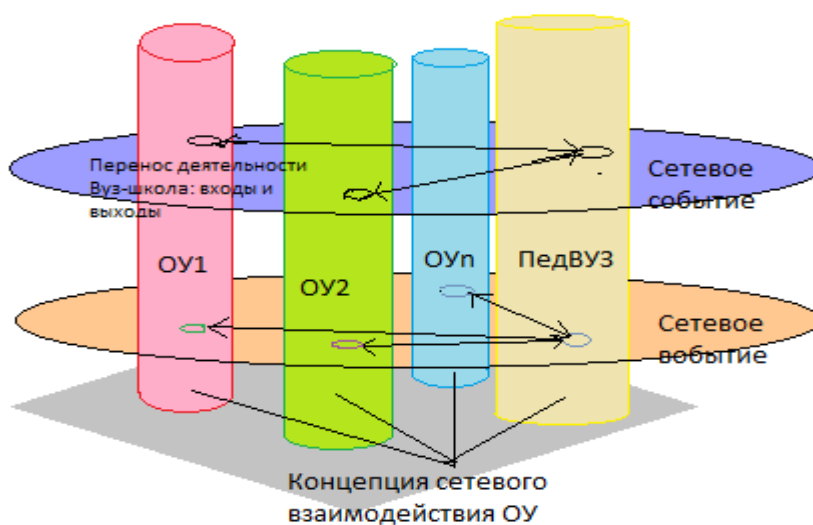 Перенос деятельности
Вуз-школа: входы и
выходы
Сетевое
событие
ОУ1
ОУ2
ОУn
ПедВУЗ
Сетевое
вобытие
Концепция сетевого
взаимодействия ОУ